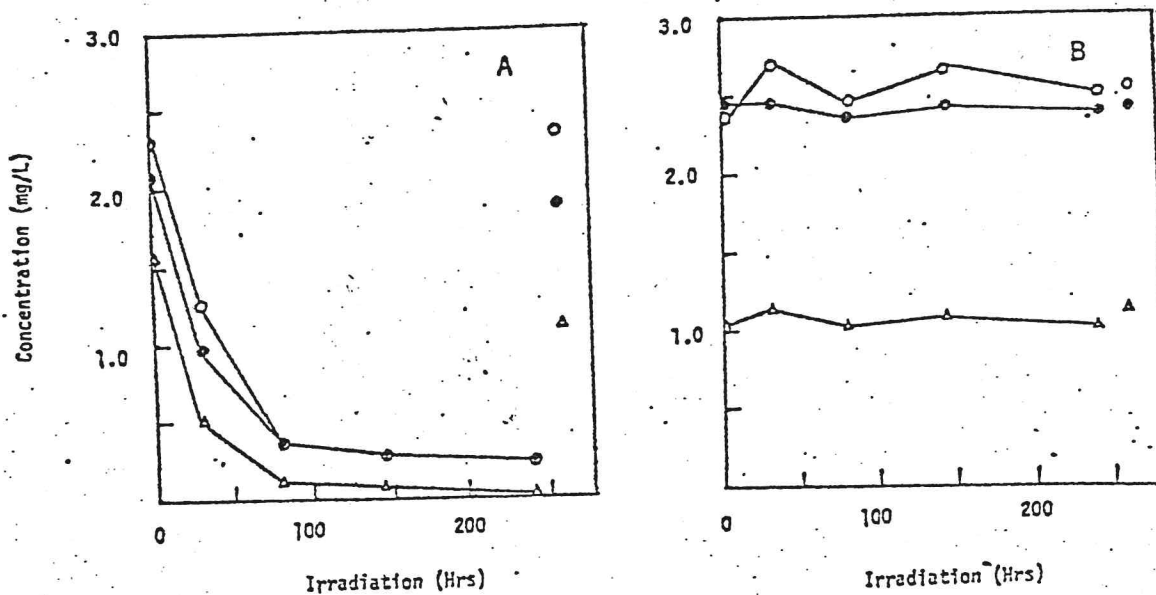 Concentration (mg/L)
3.0
2.0
1.0
A
0 100 200
Irradiation (Hrs)
3.0
2.0
1.0
B
0 100 200
Irradiation (Hrs)